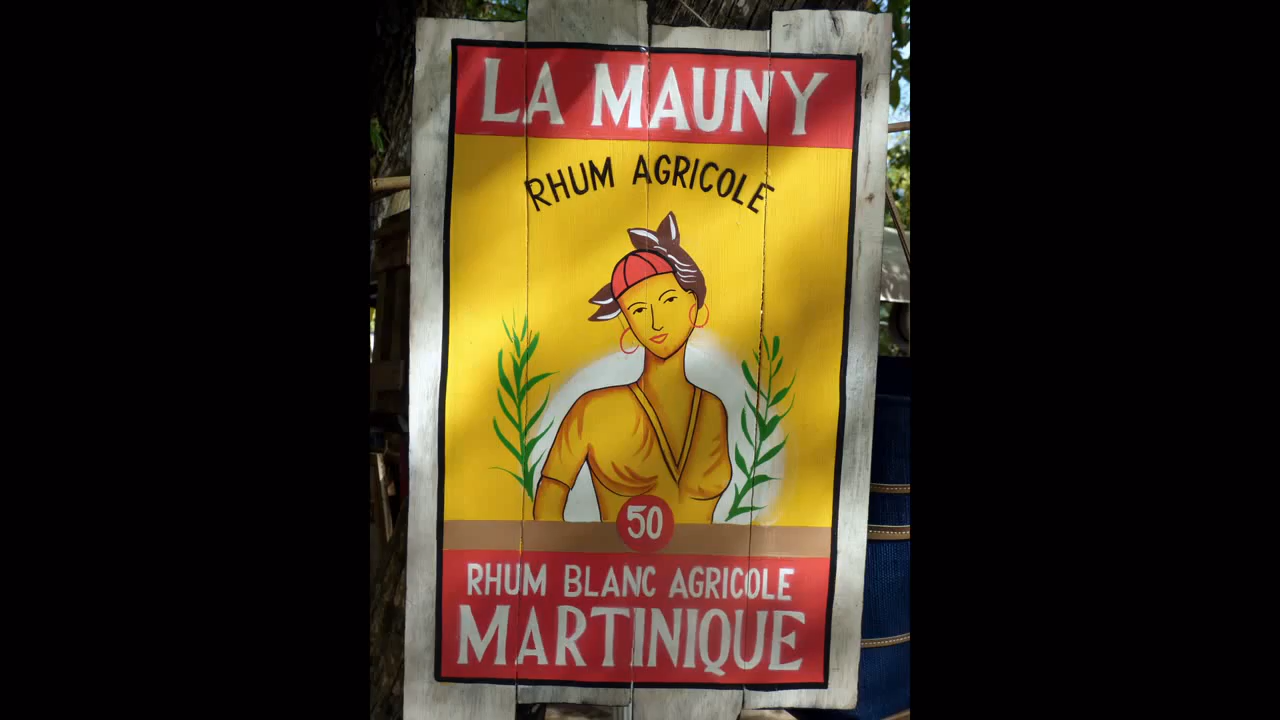 LA MAUNY
RHUM AGRICOLE
50
RHUM BLANC AGRICOLE
MARTINIQUE